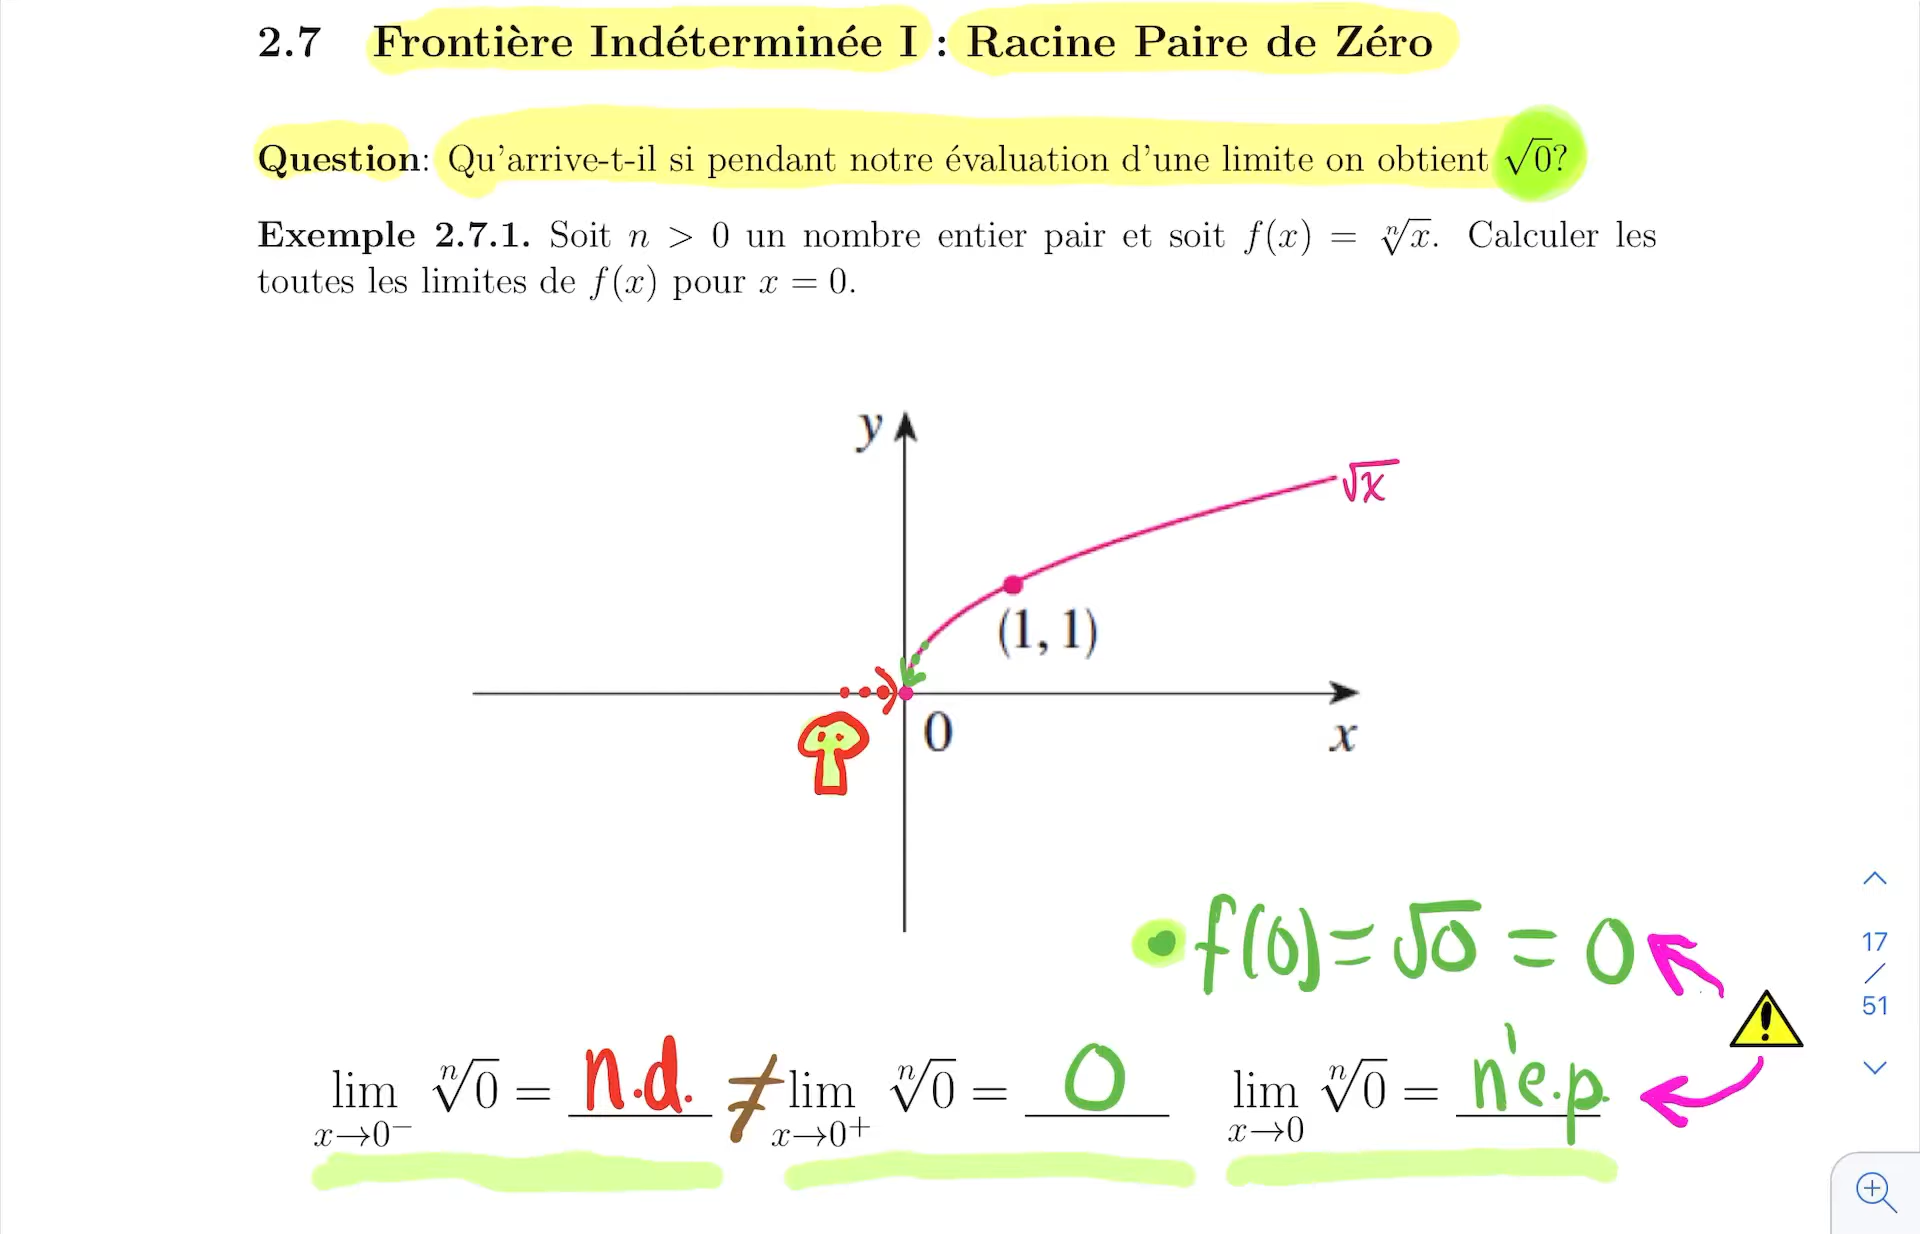 2.7 Frontière Indéterminée I : Racine Paire de Zéro
Question: Qu'arrive-t-il si pendant notre évaluation d'une limite on obtient √0?
Exemple 2.7.1. Soit n > 0 un nombre entier pair et soit f(x) = ⁿ√x. Calculer les
toutes les limites de f(x) pour x = 0.
y
√x
(1, 1)
0
x
f(0) = √0 = 0
17
/
51
lim x→0⁻ ⁿ√0 = n.d. ≠ lim x→0⁺ ⁿ√0 = 0 lim x→0 ⁿ√0 = n'e.p.